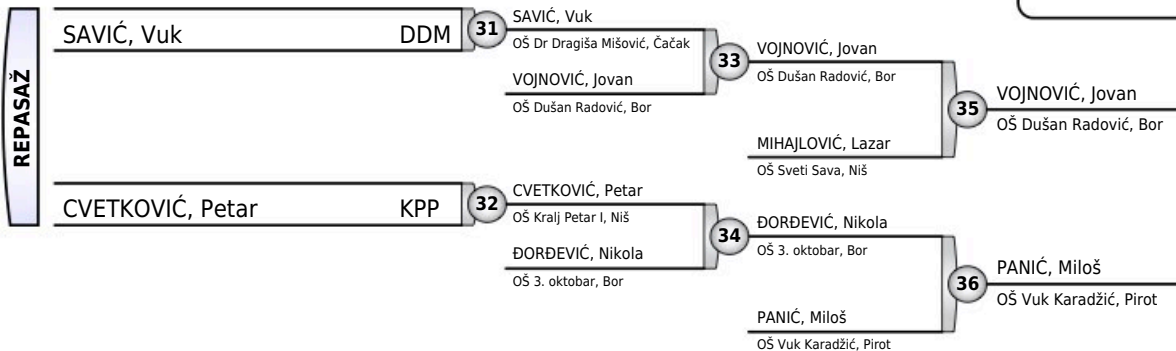 REPASAŽ
SAVIĆ, Vuk DDM
31
SAVIĆ, Vuk
OŠ Dr Dragiša Mišović, Čačak
VOJNOVIĆ, Jovan
OŠ Dušan Radović, Bor
33
VOJNOVIĆ, Jovan
OŠ Dušan Radović, Bor
MIHAJLOVIĆ, Lazar
OŠ Sveti Sava, Niš
35
VOJNOVIĆ, Jovan
OŠ Dušan Radović, Bor
CVETKOVIĆ, Petar KPP
32
CVETKOVIĆ, Petar
OŠ Kralj Petar I, Niš
ĐORĐEVIĆ, Nikola
OŠ 3. oktobar, Bor
34
ĐORĐEVIĆ, Nikola
OŠ 3. oktobar, Bor
PANIĆ, Miloš
OŠ Vuk Karadžić, Pirot
36
PANIĆ, Miloš
OŠ Vuk Karadžić, Pirot